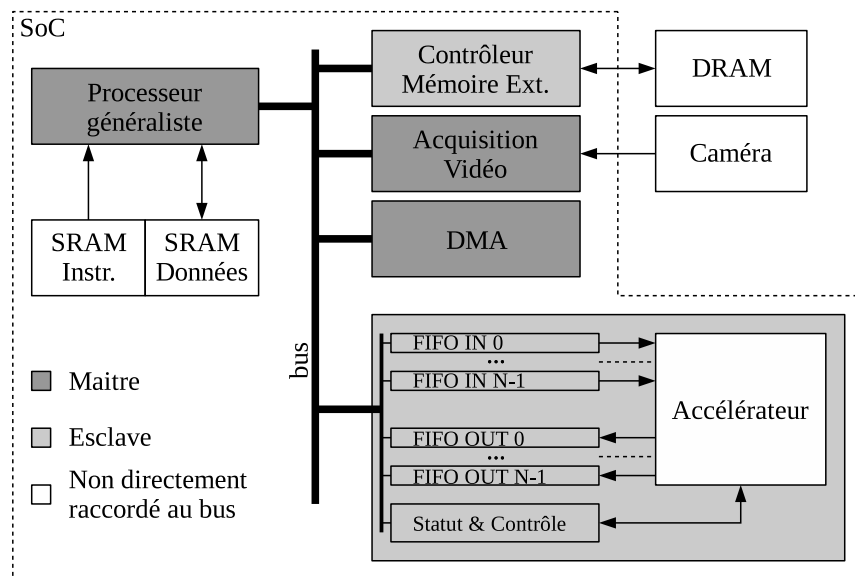 SoC
Processeur
généraliste
SRAM
Instr.
SRAM
Données
bus
Contrôleur
Mémoire Ext.
DRAM
Acquisition
Vidéo
Caméra
DMA
FIFO IN 0
...
FIFO IN N-1
FIFO OUT 0
...
FIFO OUT N-1
Statut & Contrôle
Accélérateur
Maitre
Esclave
Non directement
raccordé au bus